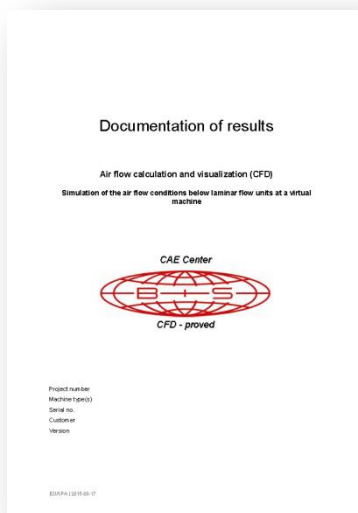 Documentation of results
Air flow calculation and visualization (CFD)
Simulation of the air flow conditions below laminar flow units at a virtual
machine
CAE Center
B+S
CFD - proved
Project number
Machine type(s)
Serial no.
Customer
Version